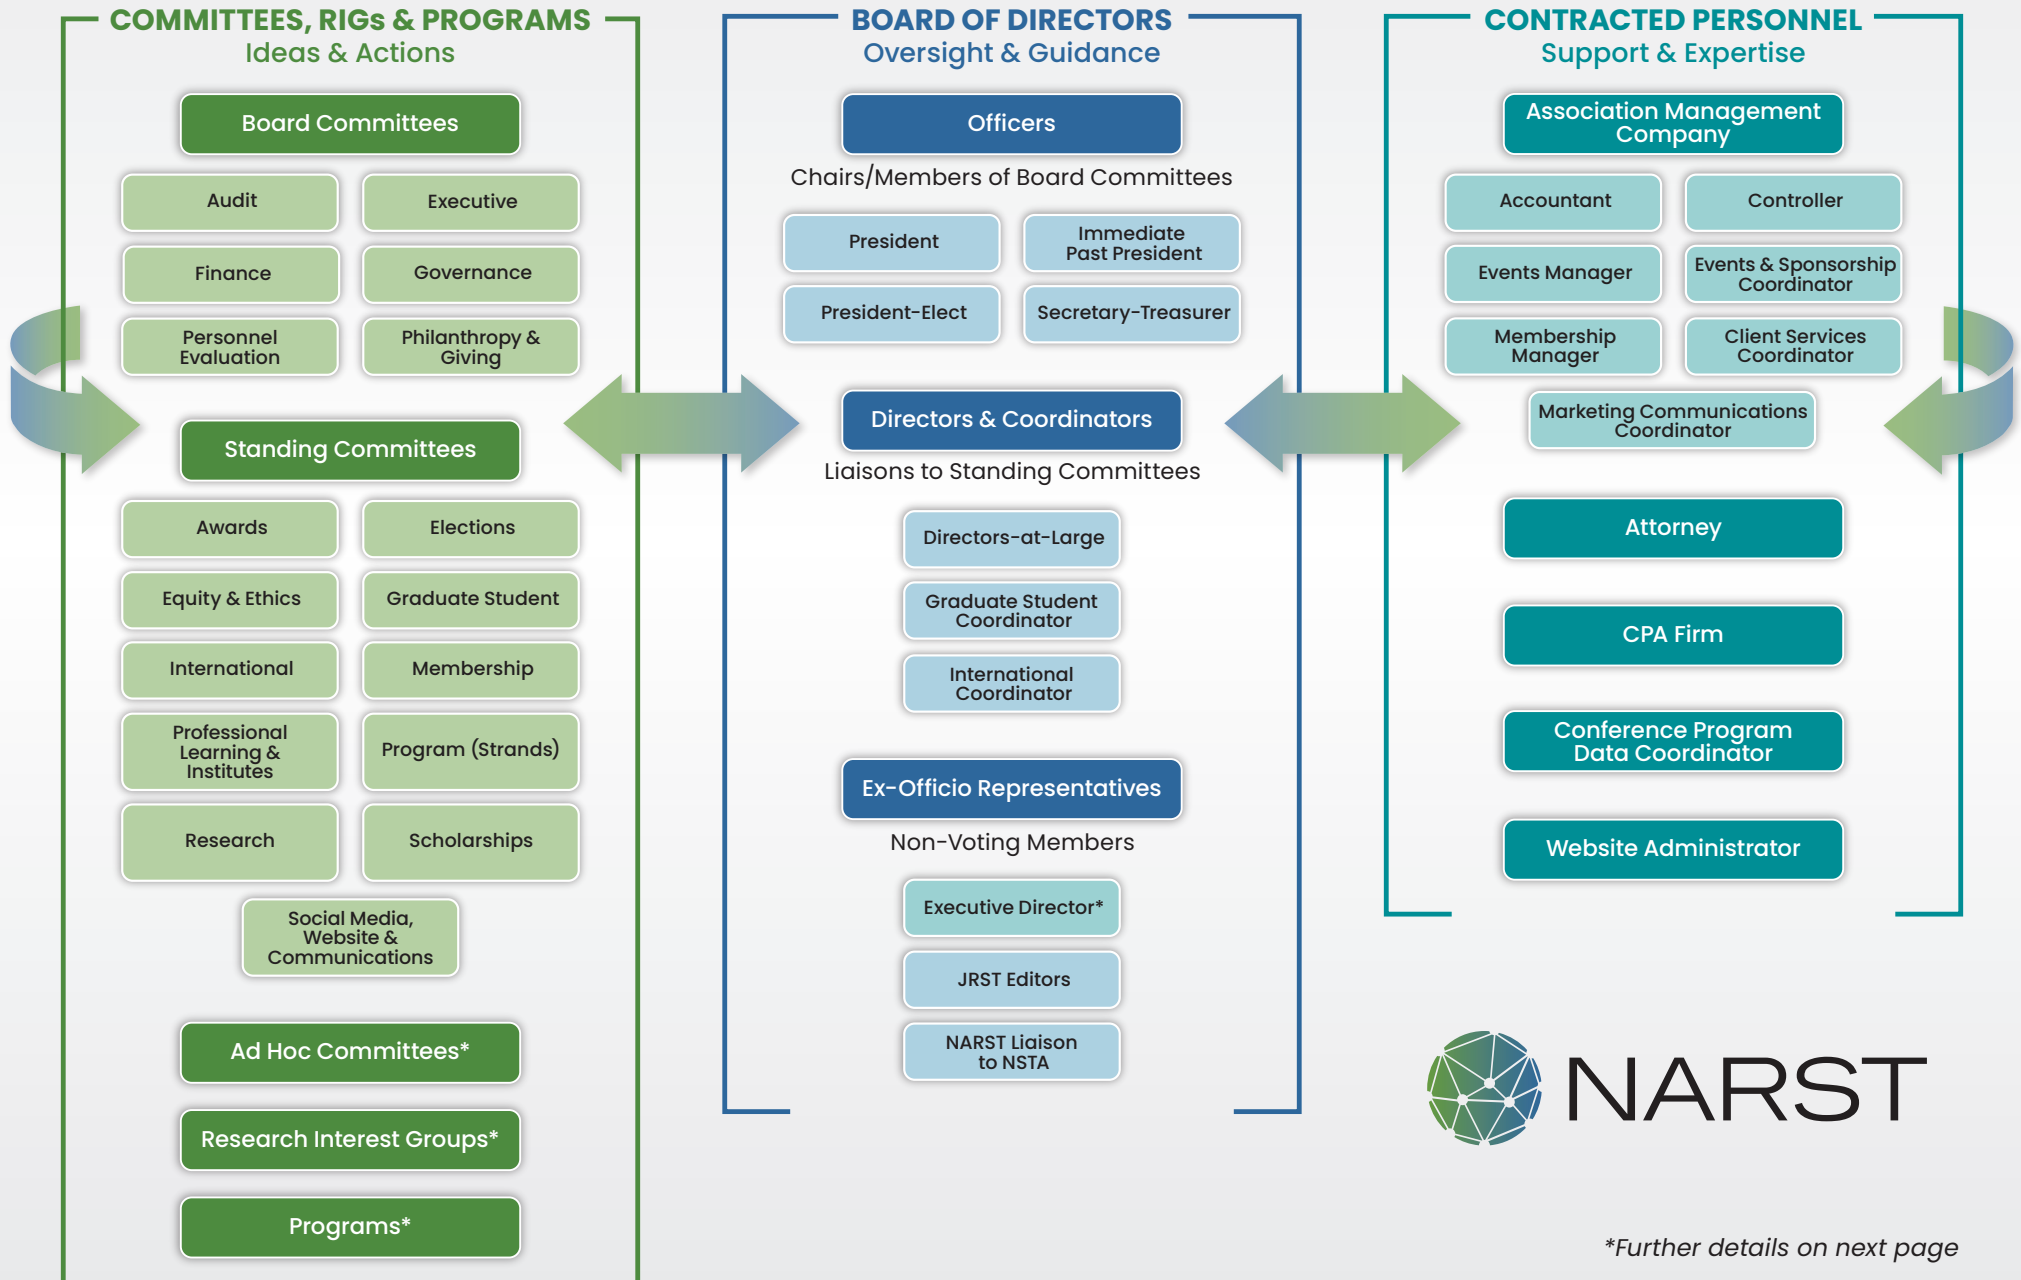 COMMITTEES, RIGs & PROGRAMS
Ideas & Actions
Board Committees
Audit
Executive
Finance
Governance
Personnel
Evaluation
Philanthropy &
Giving
Standing Committees
Awards
Elections
Equity & Ethics
Graduate Student
International
Membership
Professional
Learning &
Institutes
Program (Strands)
Research
Scholarships
Social Media,
Website &
Communications
Ad Hoc Committees*
Research Interest Groups*
Programs*
BOARD OF DIRECTORS
Oversight & Guidance
Officers
Chairs/Members of Board Committees
President
Immediate
Past President
President-Elect
Secretary-Treasurer
Directors & Coordinators
Liaisons to Standing Committees
Directors-at-Large
Graduate Student
Coordinator
International
Coordinator
Ex-Officio Representatives
Non-Voting Members
Executive Director*
JRST Editors
NARST Liaison
to NSTA
CONTRACTED PERSONNEL
Support & Expertise
Association Management
Company
Accountant
Controller
Events Manager
Events & Sponsorship
Coordinator
Membership
Manager
Client Services
Coordinator
Marketing Communications
Coordinator
Attorney
CPA Firm
Conference Program
Data Coordinator
Website Administrator
NARST
*Further details on next page